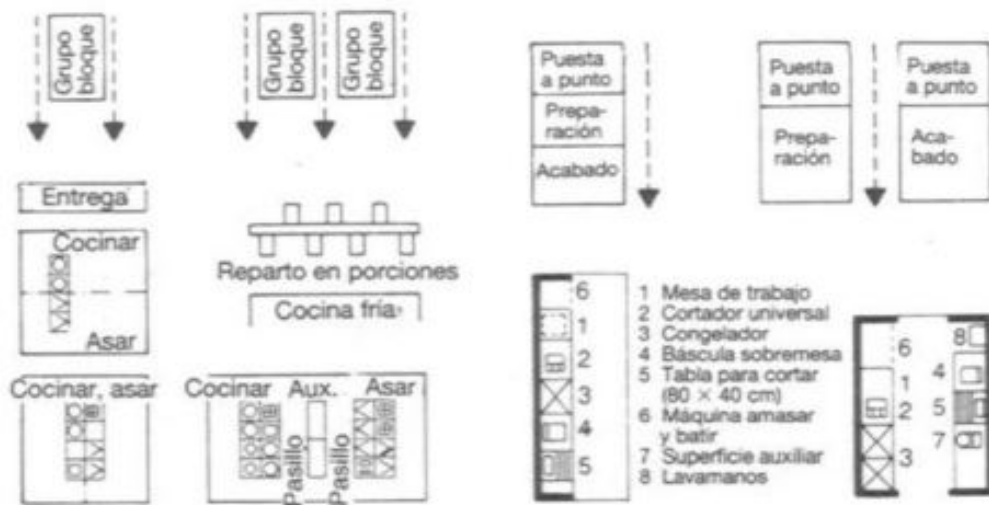 Grupo
bloque
Grupo
bloque
Grupo
bloque
Puesta
a punto
Prepa-
ración
Acabado
Puesta
a punto
Prepa-
ración
Puesta
a punto
Aca-
bado
Entrega
Cocinar
Asar
Reparto en porciones
Cocina fría
Cocinar, asar
Cocinar Aux. Asar
Pasillo
Pasillo
6
1
2
3
4
5
1 Mesa de trabajo
2 Cortador universal
3 Congelador
4 Báscula sobremesa
5 Tabla para cortar
(80 × 40 cm)
6 Máquina amasar
y batir
7 Superficie auxiliar
8 Lavamanos
6
1
2
3
8
4
5
7